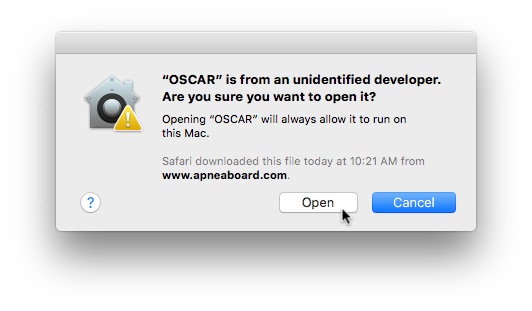 “OSCAR” is from an unidentified developer.
Are you sure you want to open it?
Opening “OSCAR” will always allow it to run on
this Mac.
Safari downloaded this file today at 10:21 AM from
www.apneaboard.com.
?
Open
Cancel